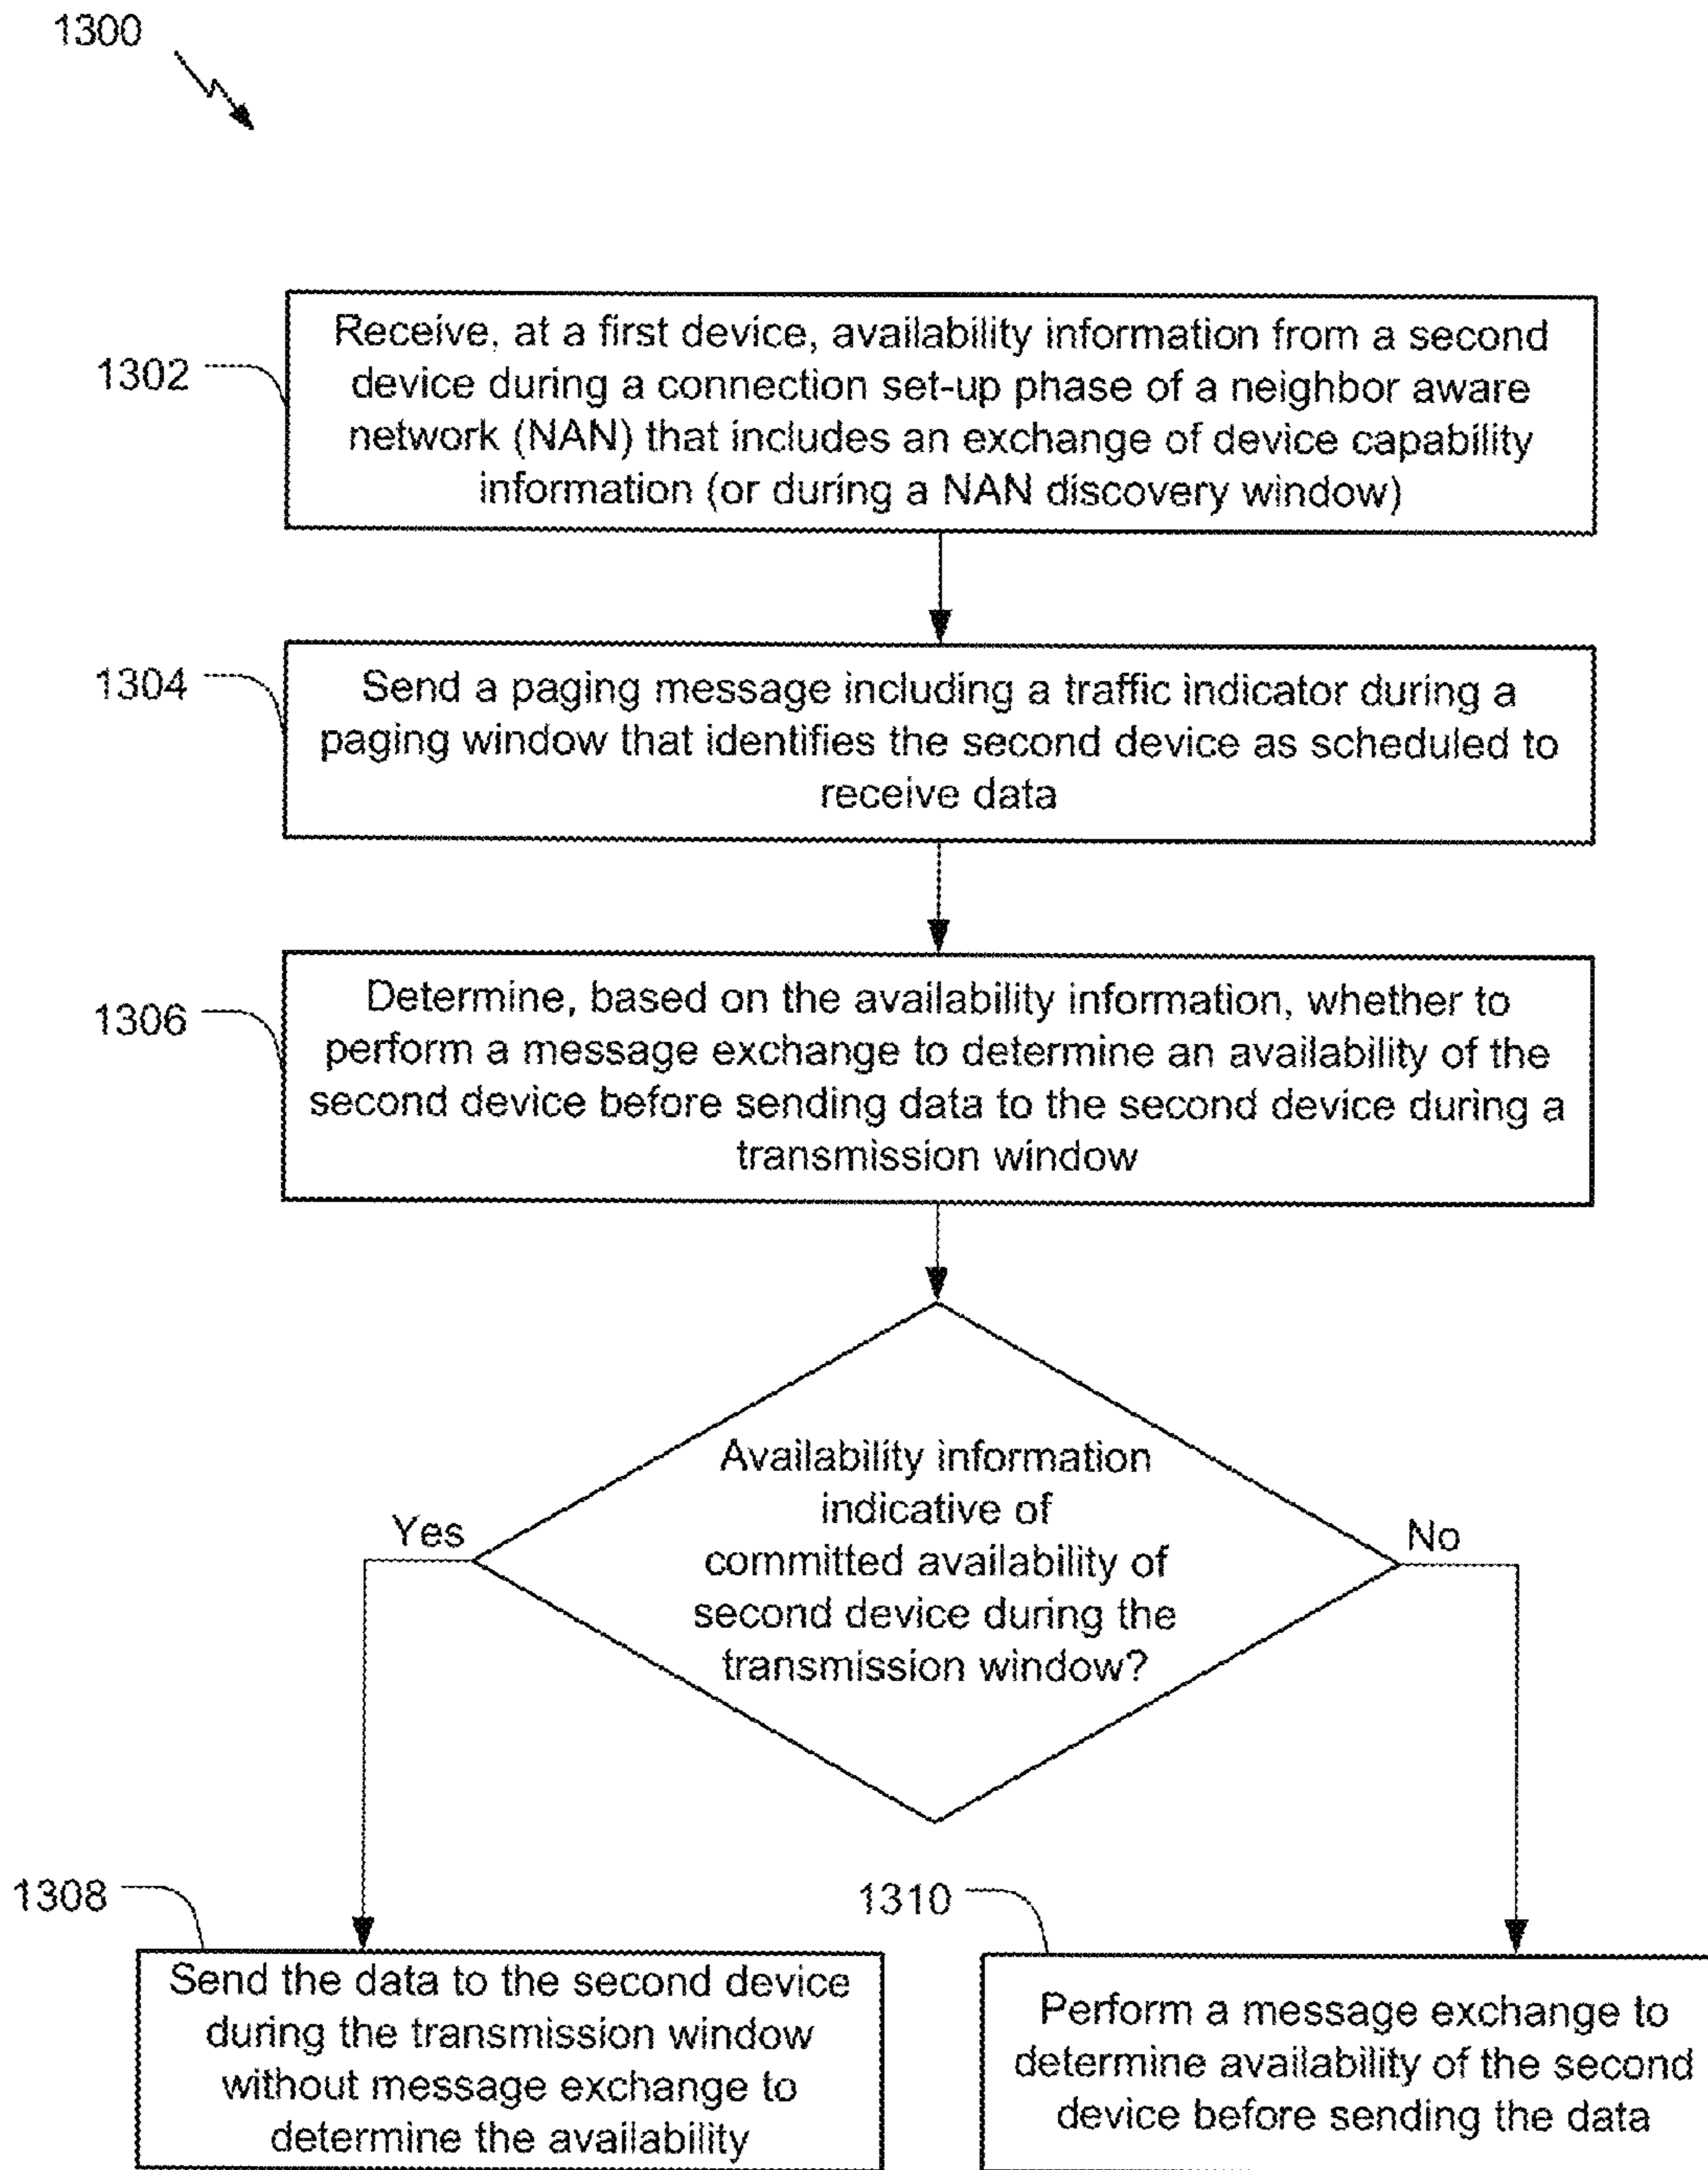 1300
1302
Receive, at a first device, availability information from a second
device during a connection set-up phase of a neighbor aware
network (NAN) that includes an exchange of device capability
information (or during a NAN discovery window)
1304
Send a paging message including a traffic indicator during a
paging window that identifies the second device as scheduled to
receive data
1306
Determine, based on the availability information, whether to
perform a message exchange to determine an availability of the
second device before sending data to the second device during a
transmission window
Availability information
indicative of
committed availability of
second device during the
transmission window?
Yes
No
1308
Send the data to the second device
during the transmission window
without message exchange to
determine the availability
1310
Perform a message exchange to
determine availability of the second
device before sending the data